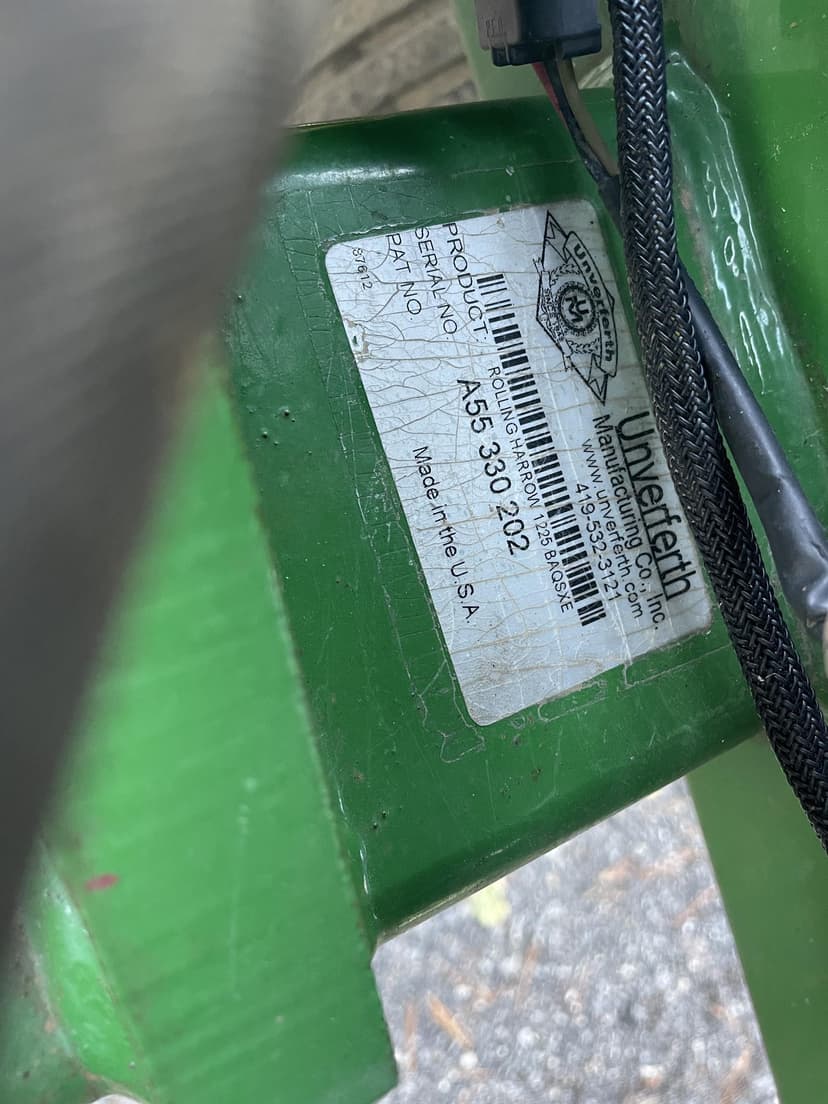 Unverferth
Unverferth
Manufacturing Co., Inc.
www.unverferth.com
419-532-3121
PRODUCT: ROLLING HARROW 1225 BAQSXE
SERIAL NO A55 330 202
PAT NO
Made in the U.S.A.
97612